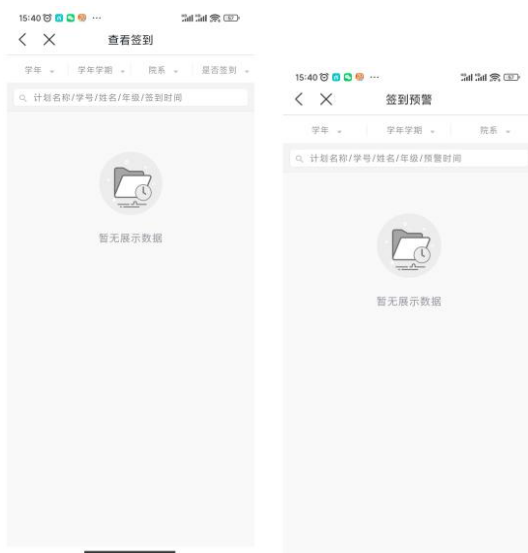 15:40
查看签到
学年 学年学期 院系 是否签到
计划名称/学号/姓名/年级/签到时间
暂无展示数据
15:40
签到预警
学年 学年学期 院系
计划名称/学号/姓名/年级/预警时间
暂无展示数据